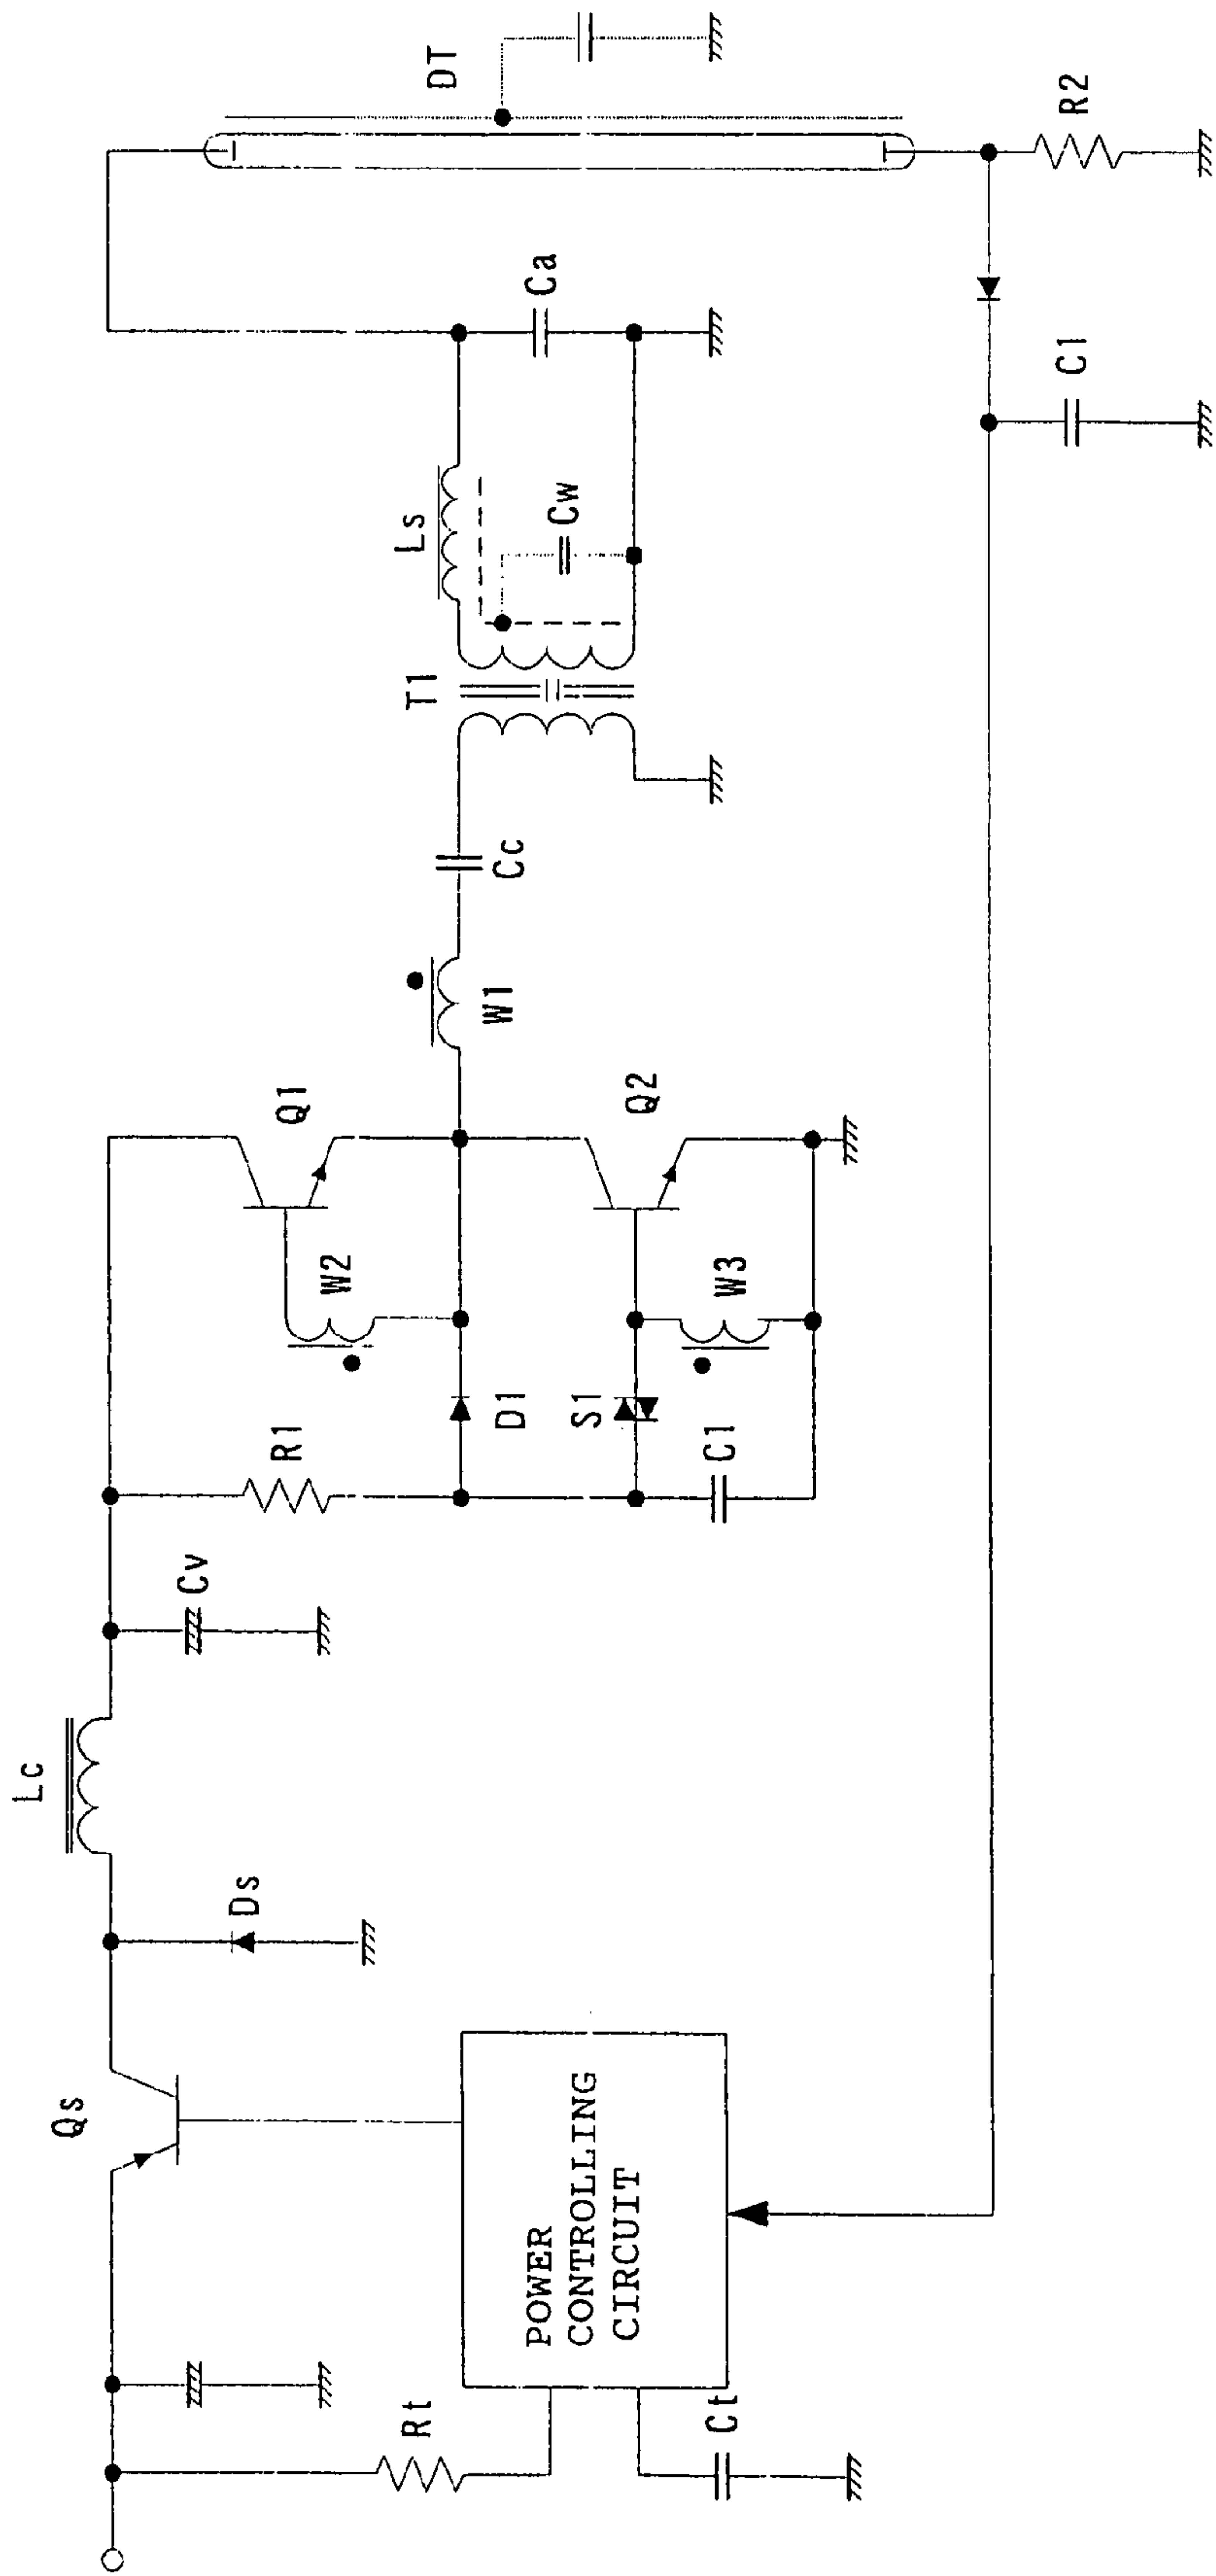 Qs
Lc
Ds
Cv
Rt
Ct
POWER
CONTROLLING
CIRCUIT
R1
D1
S1
C1
W2
W3
Q1
Q2
W1
Cc
T1
Ls
Cw
Ca
DT
C1
R2